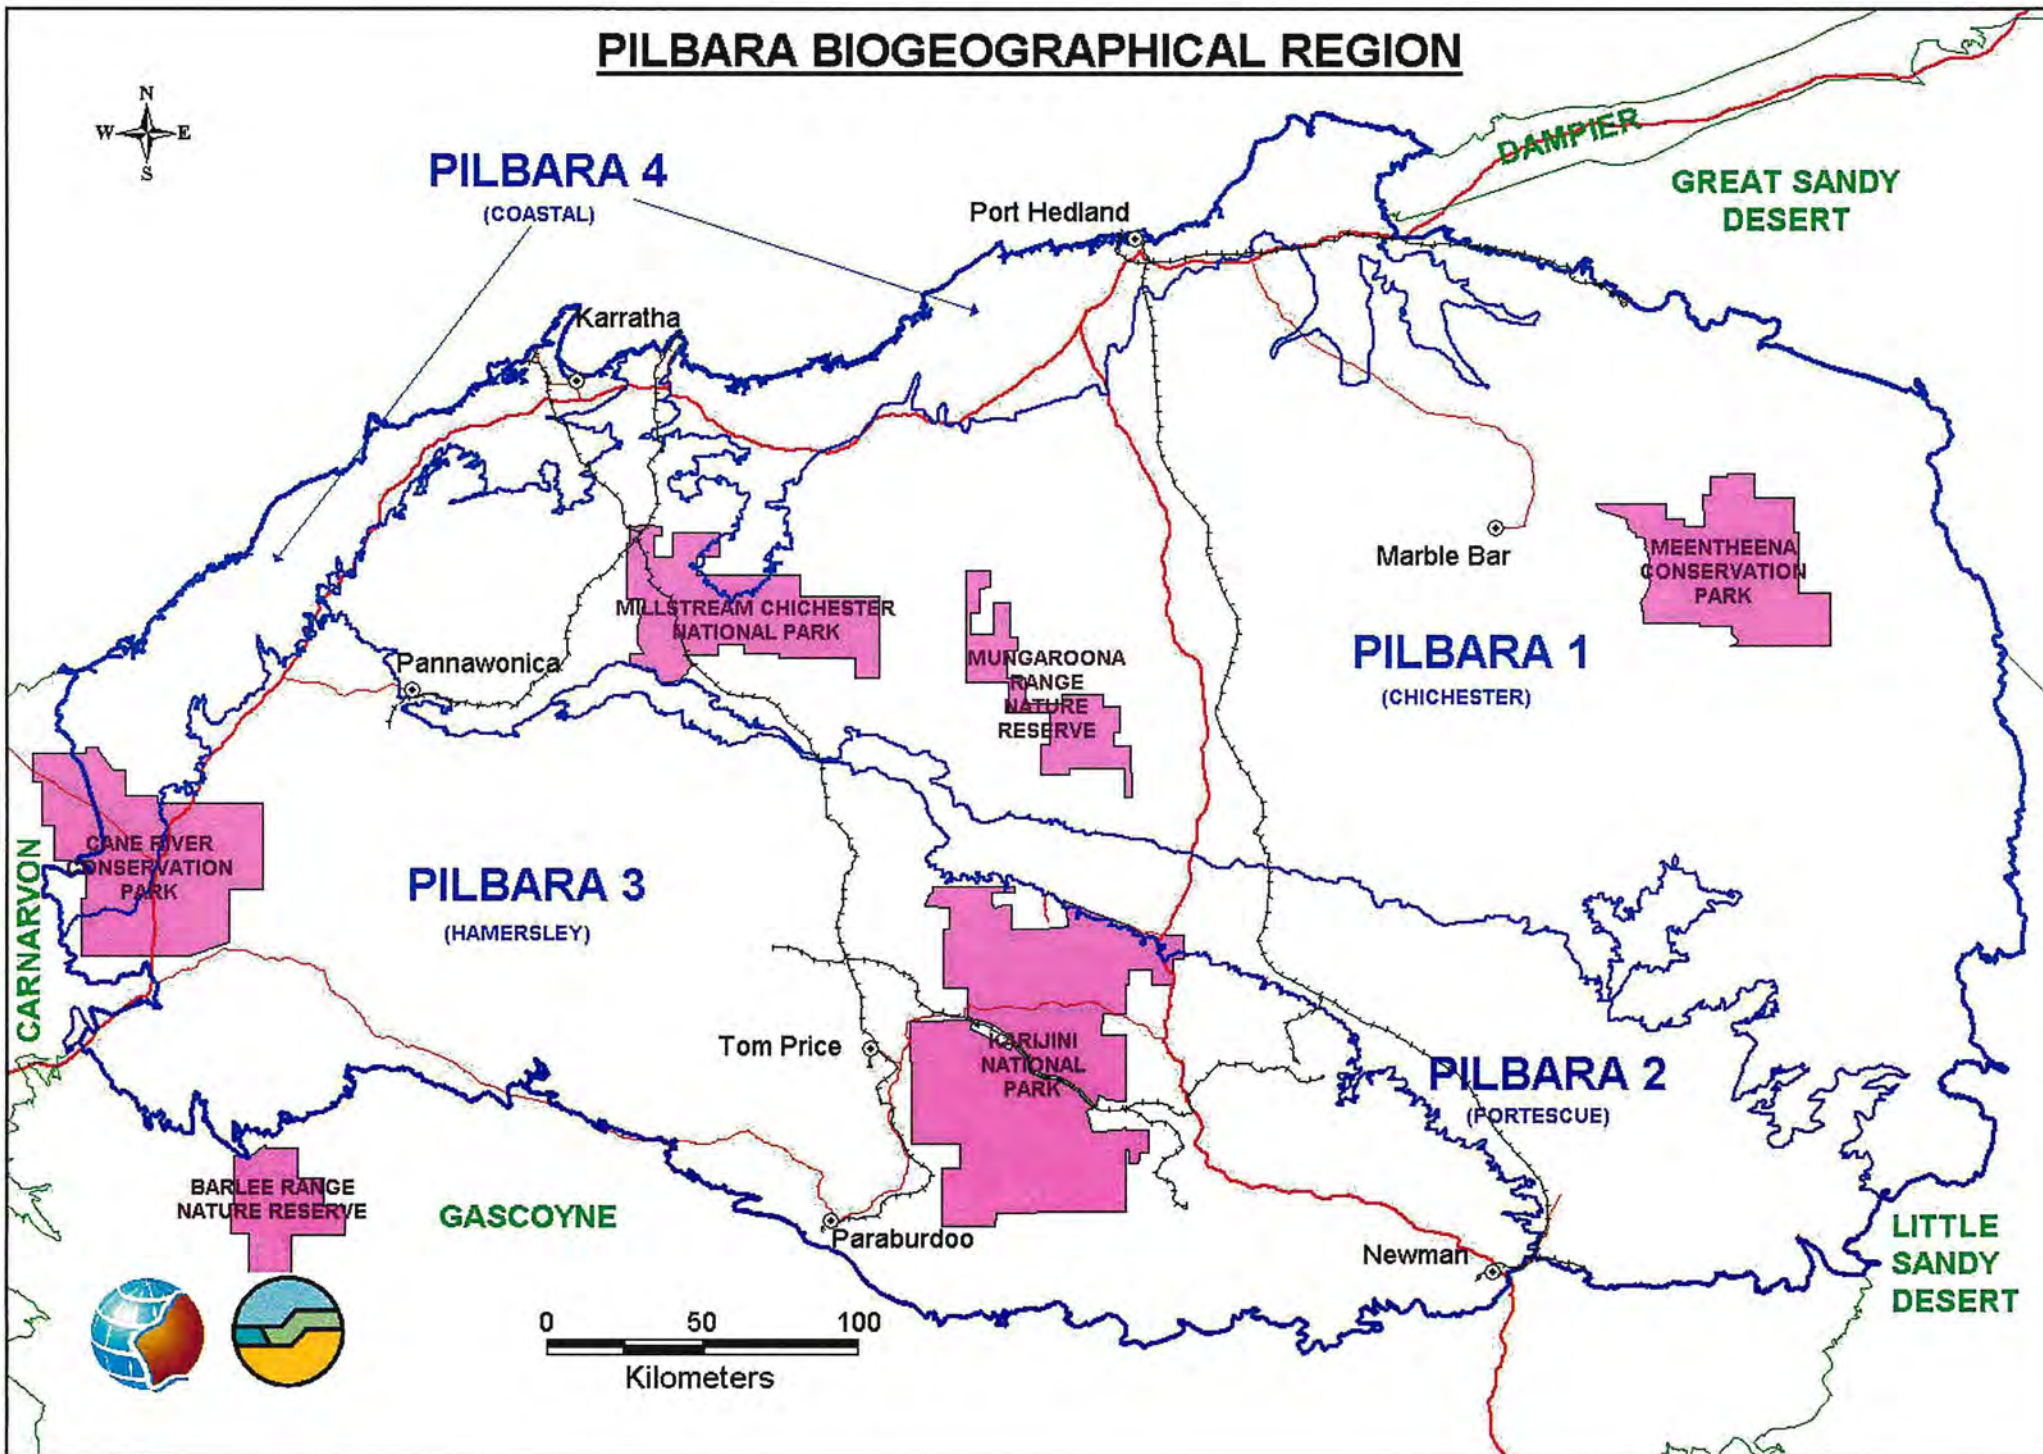 PILBARA BIOGEOGRAPHICAL REGION
N
W
E
S
PILBARA 4
(COASTAL)
DAMPIER
GREAT SANDY
DESERT
Port Hedland
Karratha
Marble Bar
MEENTHEENA
CONSERVATION
PARK
MILLSTREAM CHICHESTER
NATIONAL PARK
Pannawonica
MUNGAROONA
RANGE
NATURE
RESERVE
PILBARA 1
(CHICHESTER)
CANE RIVER
CONSERVATION
PARK
CARNARVON
PILBARA 3
(HAMERSLEY)
Tom Price
KARIJINI
NATIONAL
PARK
PILBARA 2
(FORTESCUE)
BARLEE RANGE
NATURE RESERVE
GASCOYNE
Paraburdoo
Newman
LITTLE
SANDY
DESERT
0 50 100
Kilometers